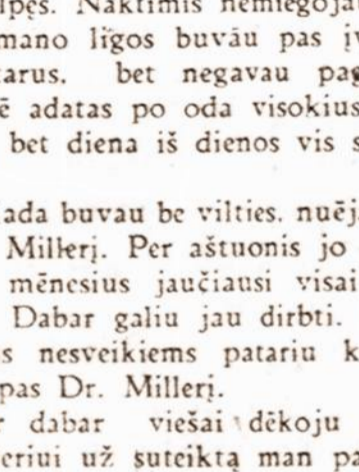 lpęs. Naktimis nemiegoja
mano ligos buvau pas įv
tarus. bet negavau pag
ė adatas po oda visokius
bet diena iš dienos vis s
ada buvau be vilties. nuėj
Millerį. Per aštuonis jo
mėnesius jaučiausi visai
Dabar galiu jau dirbti.
s nesveikiems patariu k
pas Dr. Millerį.
r dabar viešai dėkoju
eriui už suteiktą man pa